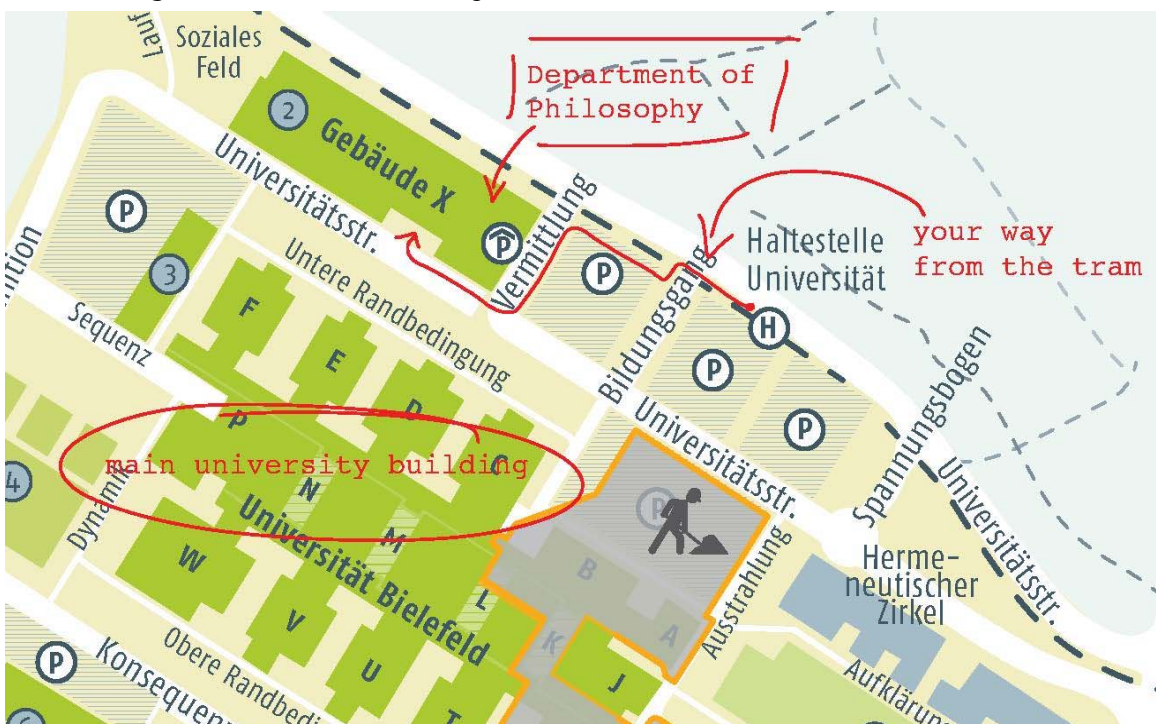 Soziales
Feld
Lauf
Department of
Philosophy
2
Gebäude X
P
Vermittlung
Universitätsstr.
P
3
Untere Randbedingung
Sequenz
P
Bildungsgang
Haltestelle
Universität
your way
from the tram
H
P
P
Spannungsbogen
Universitätsstr.
Universitätsstr.
F
E
D
C
P
main university building
4
Dynamik
N
M
L
W
V
U
T
Universität Bielefeld
P
B
A
K
J
Ausstrahlung
Herme-
neutischer
Zirkel
Aufklärung
P
Konsequenz
Obere Randbedi